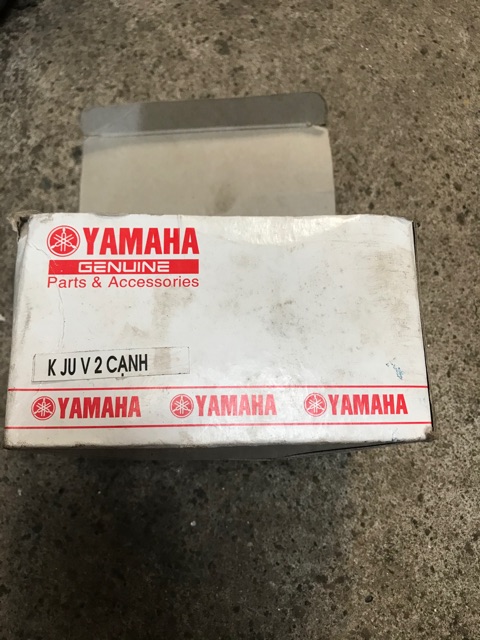 YAMAHA
GENUINE
Parts & Accessories
K JU V 2 CẠNH
YAMAHA YAMAHA YAMAHA